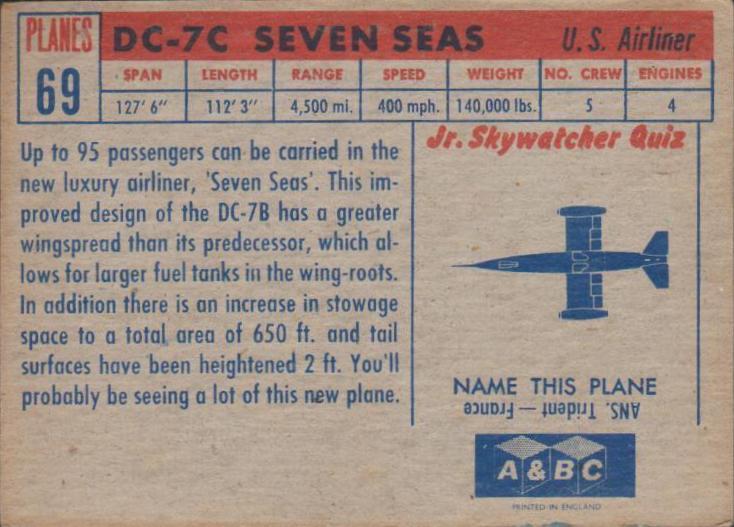 PLANES
69
DC-7C SEVEN SEAS U.S. Airliner
SPAN LENGTH RANGE SPEED WEIGHT NO. CREW ENGINES
127' 6" 112' 3" 4,500 mi. 400 mph. 140,000 lbs. 5 4
Up to 95 passengers can be carried in the
new luxury airliner, 'Seven Seas'. This im-
proved design of the DC-7B has a greater
wingspread than its predecessor, which al-
lows for larger fuel tanks in the wing-roots.
In addition there is an increase in stowage
space to a total area of 650 ft. and tail
surfaces have been heightened 2 ft. You'll
probably be seeing a lot of this new plane.
Jr. Skywatcher Quiz
NAME THIS PLANE
ANS. Trident — France
A & B C
PRINTED IN ENGLAND